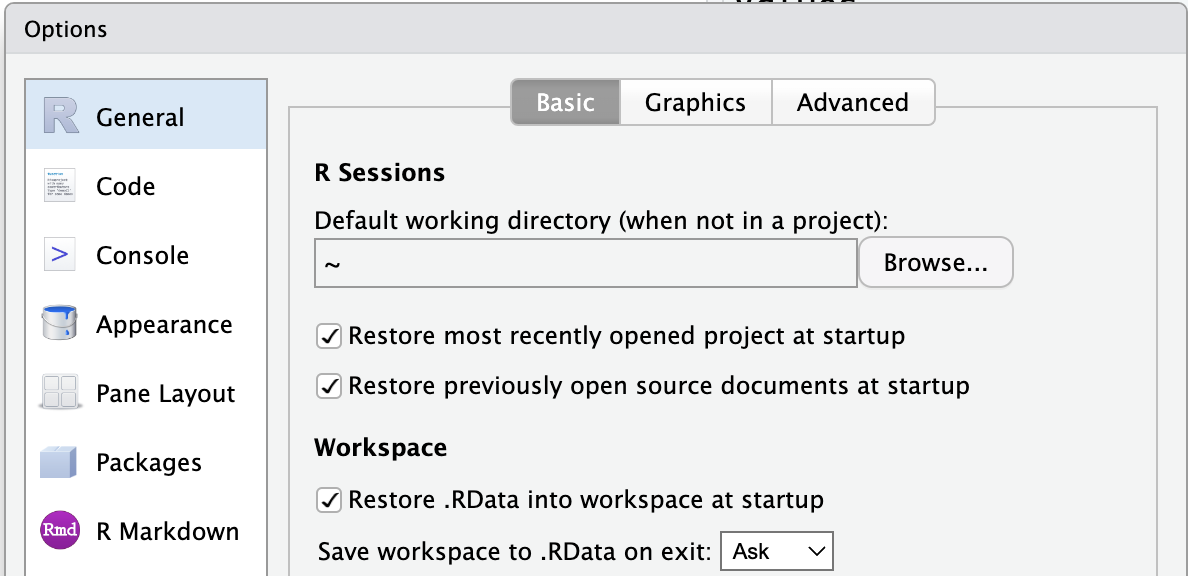 Options
General
Code
Console
Appearance
Pane Layout
Packages
Rmd R Markdown
Basic Graphics Advanced
R Sessions
Default working directory (when not in a project):
~ Browse...
Restore most recently opened project at startup
Restore previously open source documents at startup
Workspace
Restore .RData into workspace at startup
Save workspace to .RData on exit: Ask